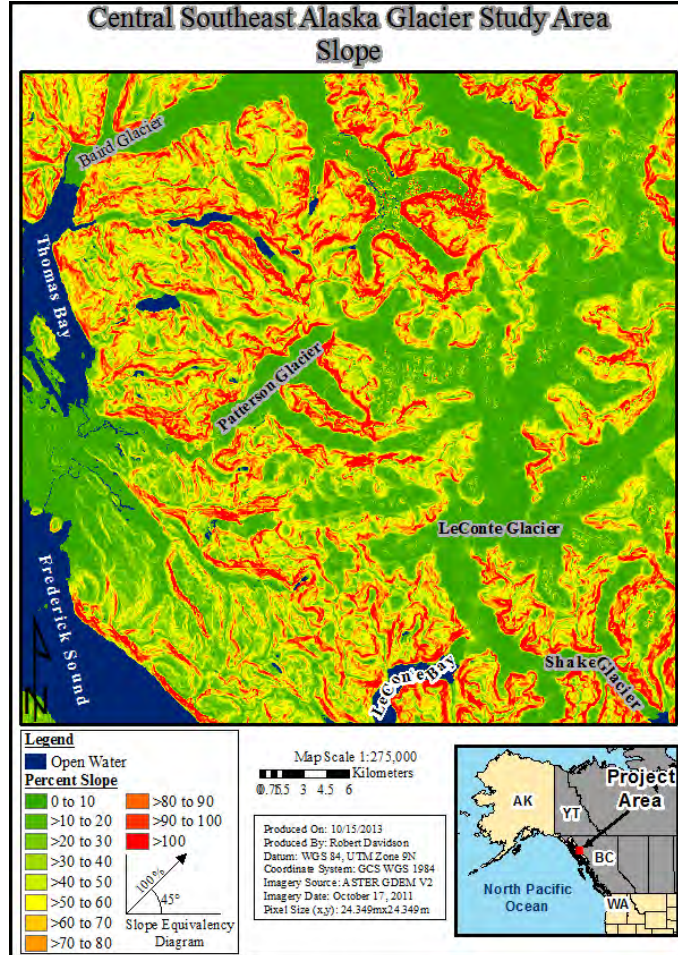 Central Southeast Alaska Glacier Study Area
Slope
Baird Glacier
Thomas Bay
Patterson Glacier
LeConte Glacier
Frederick Sound
LeConte Bay
Shakes Glacier
N
Legend
Open Water
Percent Slope
0 to 10
>10 to 20
>20 to 30
>30 to 40
>40 to 50
>50 to 60
>60 to 70
>70 to 80
>80 to 90
>90 to 100
>100
100%
45°
Slope Equivalency
Diagram
Map Scale 1:275,000
Kilometers
0 0.75 1.5 3 4.5 6
Produced On: 10/15/2013
Produced By: Robert Davidson
Datum: WGS 84, UTM Zone 9N
Coordinate System: GCS WGS 1984
Imagery Source: ASTER GDEM V2
Imagery Date: October 17, 2011
Pixel Size (x,y): 24.349mx24.349m
AK
YT
Project
Area
BC
North Pacific
Ocean
WA